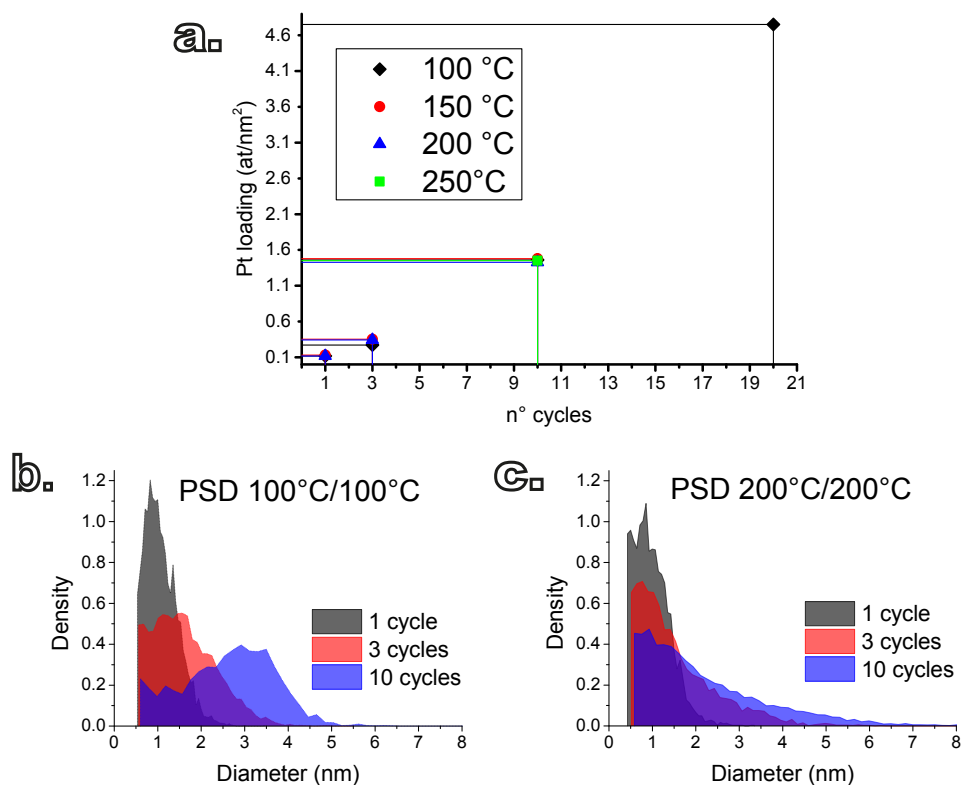 a.
Pt loading (at/nm²)
4.6
4.1
3.6
3.1
2.6
2.1
1.6
1.1
0.6
0.1
100 °C
150 °C
200 °C
250°C
1 3 5 7 9 11 13 15 17 19 21
n° cycles
b.
PSD 100°C/100°C
Density
1.2
1.0
0.8
0.6
0.4
0.2
0.0
1 cycle
3 cycles
10 cycles
0 1 2 3 4 5 6 7 8
Diameter (nm)
c.
PSD 200°C/200°C
Density
1.2
1.0
0.8
0.6
0.4
0.2
0.0
1 cycle
3 cycles
10 cycles
0 1 2 3 4 5 6 7 8
Diameter (nm)